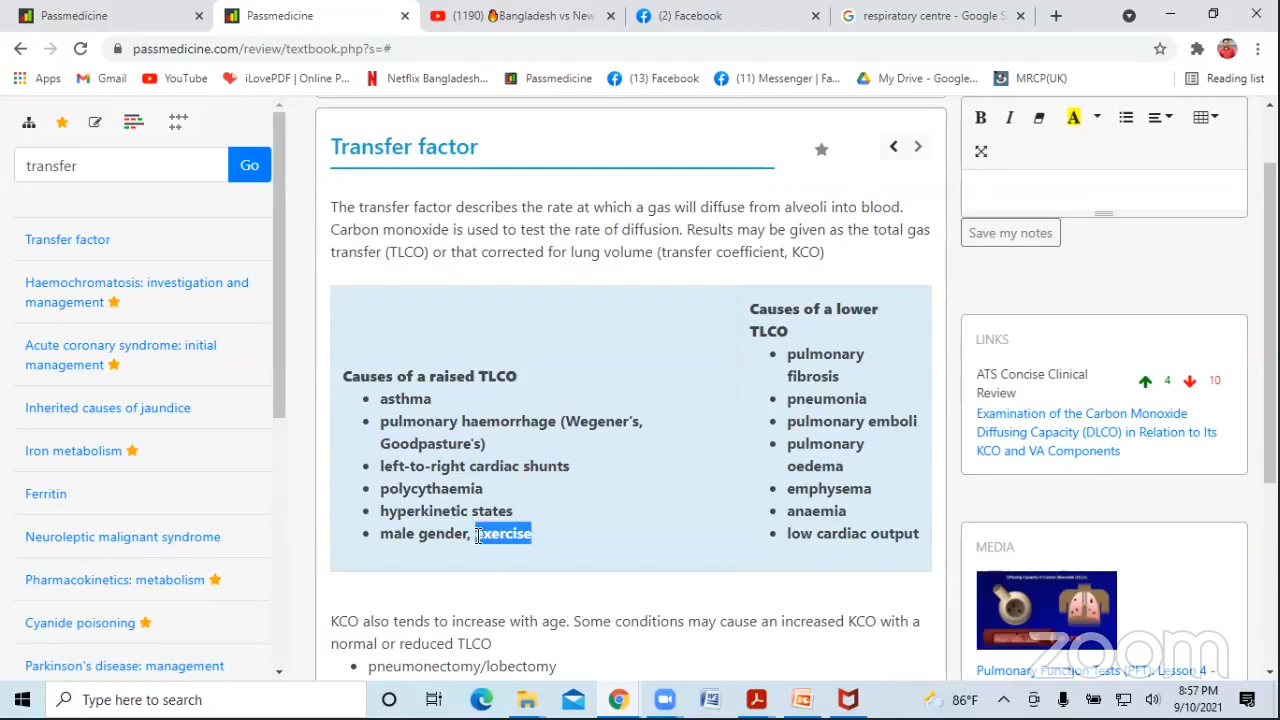 Passmedicine
Passmedicine
(1190) 🔥Bangladesh vs New
(2) Facebook
respiratory centre - Google S
passmedicine.com/review/textbook.php?s=#
Apps
Gmail
YouTube
iLovePDF | Online P...
Netflix Bangladesh...
Passmedicine
(13) Facebook
(11) Messenger | Fa...
My Drive - Google...
MRCP(UK)
Reading list
transfer
Go
Transfer factor
Haemochromatosis: investigation and
management
Acute coronary syndrome: initial
management
Inherited causes of jaundice
Iron metabolism
Ferritin
Neuroleptic malignant syndrome
Pharmacokinetics: metabolism
Cyanide poisoning
Parkinson's disease: management
Transfer factor
The transfer factor describes the rate at which a gas will diffuse from alveoli into blood.
Carbon monoxide is used to test the rate of diffusion. Results may be given as the total gas
transfer (TLCO) or that corrected for lung volume (transfer coefficient, KCO)
Causes of a raised TLCO
• asthma
• pulmonary haemorrhage (Wegener's,
Goodpasture's)
• left-to-right cardiac shunts
• polycythaemia
• hyperkinetic states
• male gender, exercise
Causes of a lower
TLCO
• pulmonary
fibrosis
• pneumonia
• pulmonary emboli
• pulmonary
oedema
• emphysema
• anaemia
• low cardiac output
KCO also tends to increase with age. Some conditions may cause an increased KCO with a
normal or reduced TLCO
• pneumonectomy/lobectomy
B I A
Save my notes
LINKS
ATS Concise Clinical
Review
4
10
Examination of the Carbon Monoxide
Diffusing Capacity (DLCO) in Relation to Its
KCO and VA Components
MEDIA
Pulmonary Function Tests (PFT): Lesson 4 -
zoom
Type here to search
86°F
8:57 PM
9/10/2021